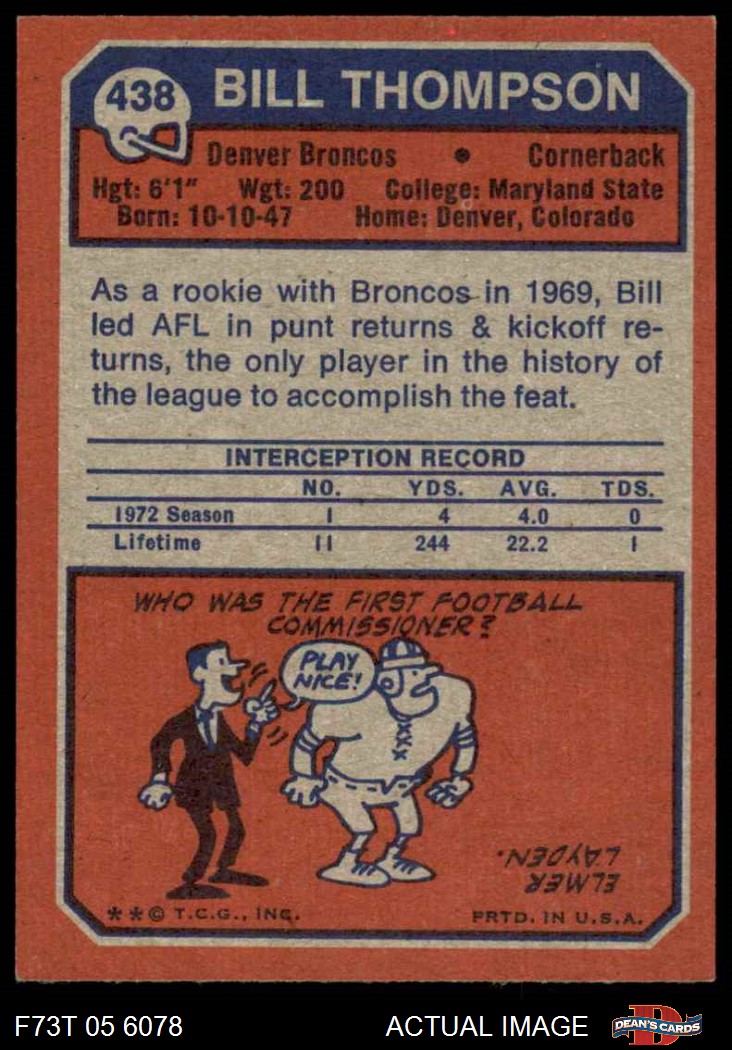 438
BILL THOMPSON
Denver Broncos • Cornerback
Hgt: 6'1" Wgt: 200 College: Maryland State
Born: 10-10-47 Home: Denver, Colorado
As a rookie with Broncos in 1969, Bill
led AFL in punt returns & kickoff re-
turns, the only player in the history of
the league to accomplish the feat.
INTERCEPTION RECORD
NO. YDS. AVG. TDS.
1972 Season 1 4 4.0 0
Lifetime 11 244 22.2 1
WHO WAS THE FIRST FOOTBALL
COMMISSIONER?
PLAY
NICE!
ELMER
LAYDEN.
**© T.C.G., INC. PRTD. IN U.S.A.
F73T 05 6078 ACTUAL IMAGE
D
DEAN'S CARDS